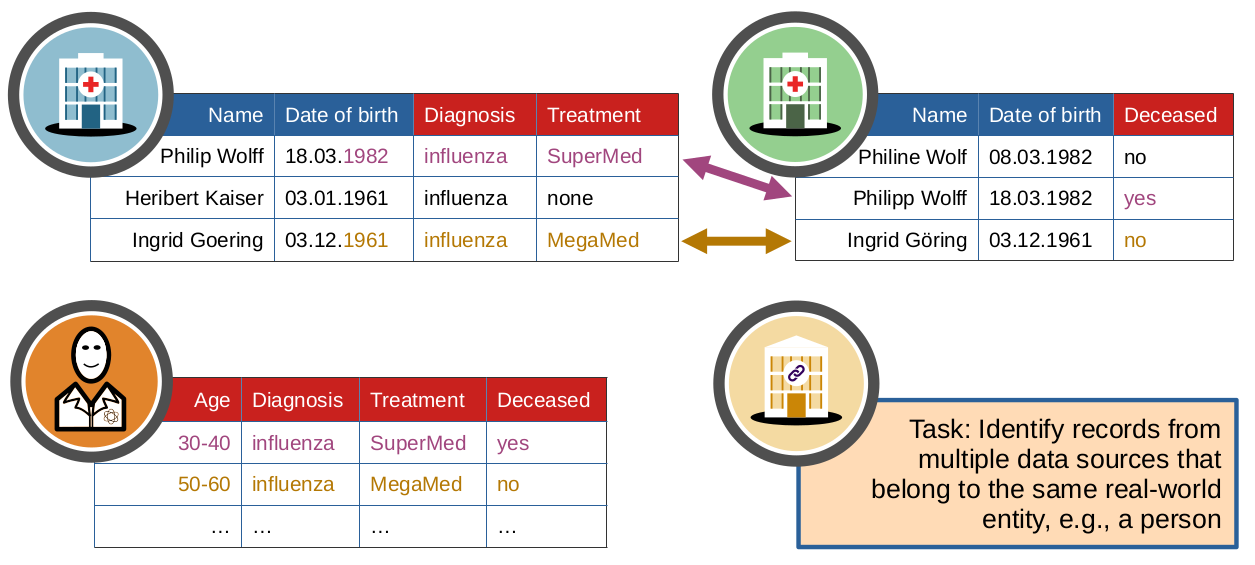 Name Date of birth Diagnosis Treatment
Philip Wolff 18.03.1982 influenza SuperMed
Heribert Kaiser 03.01.1961 influenza none
Ingrid Goering 03.12.1961 influenza MegaMed
Name Date of birth Deceased
Philine Wolf 08.03.1982 no
Philipp Wolff 18.03.1982 yes
Ingrid Göring 03.12.1961 no
Age Diagnosis Treatment Deceased
30-40 influenza SuperMed yes
50-60 influenza MegaMed no
… … … …
Task: Identify records from
multiple data sources that
belong to the same real-world
entity, e.g., a person